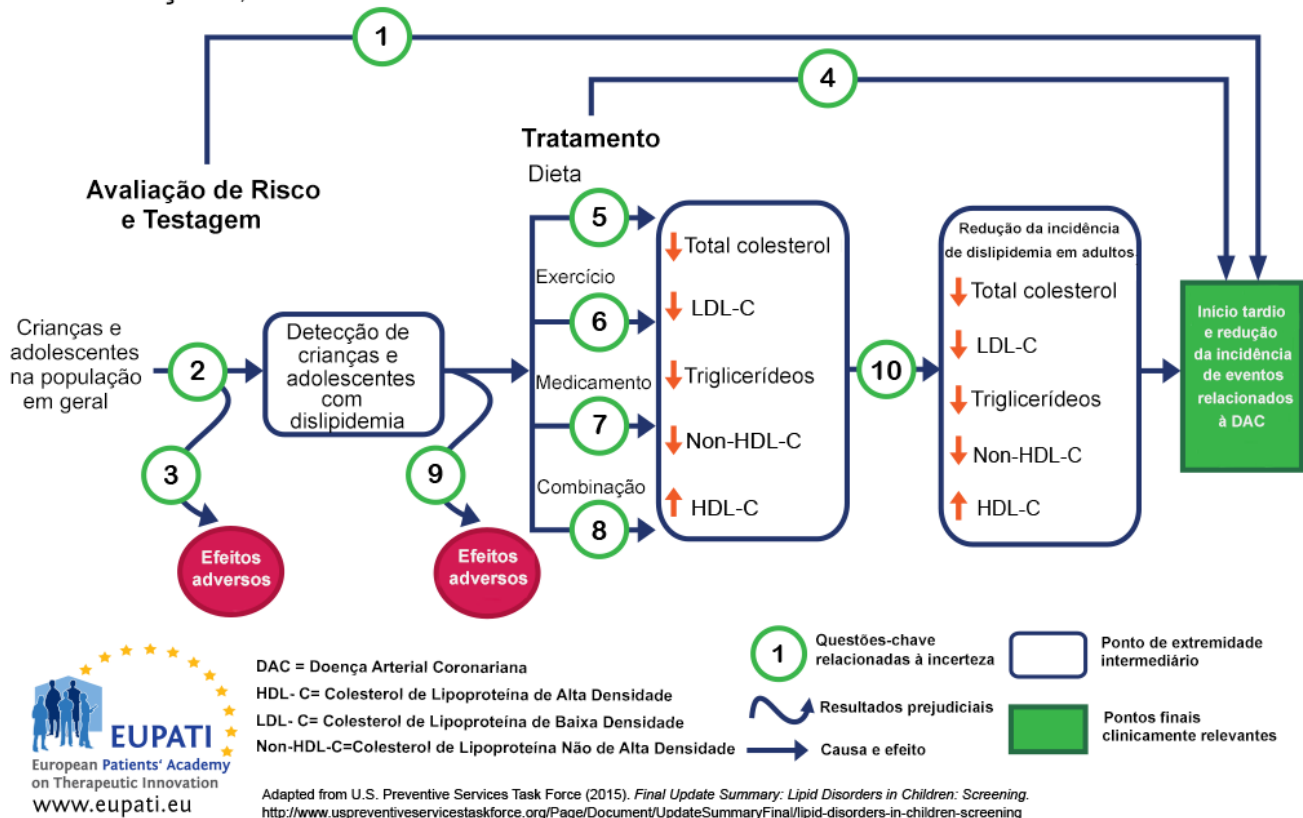 1
4
Tratamento
Dieta
Avaliação de Risco
e Testagem
Crianças e
adolescentes
na população
em geral
2
3
Efeitos
adversos
Detecção de
crianças e
adolescentes
com
dislipidemia
9
Efeitos
adversos
5
Exercício
6
Medicamento
7
Combinação
8
Total colesterol
LDL-C
Triglicerídeos
Non-HDL-C
HDL-C
10
Redução da incidência
de dislipidemia em adultos
Total colesterol
LDL-C
Triglicerídeos
Non-HDL-C
HDL-C
Início tardio
e redução
da incidência
de eventos
relacionados
à DAC
EUPATI
European Patients' Academy
on Therapeutic Innovation
www.eupati.eu
DAC = Doença Arterial Coronariana
HDL- C= Colesterol de Lipoproteína de Alta Densidade
LDL- C= Colesterol de Lipoproteína de Baixa Densidade
Non-HDL-C=Colesterol de Lipoproteína Não de Alta Densidade
1
Questões-chave
relacionadas à incerteza
Resultados prejudiciais
Causa e efeito
Ponto de extremidade
intermediário
Pontos finais
clinicamente relevantes
Adapted from U.S. Preventive Services Task Force (2015). Final Update Summary: Lipid Disorders in Children: Screening.
http://www.uspreventiveservicestaskforce.org/Page/Document/UpdateSummaryFinal/lipid-disorders-in-children-screening